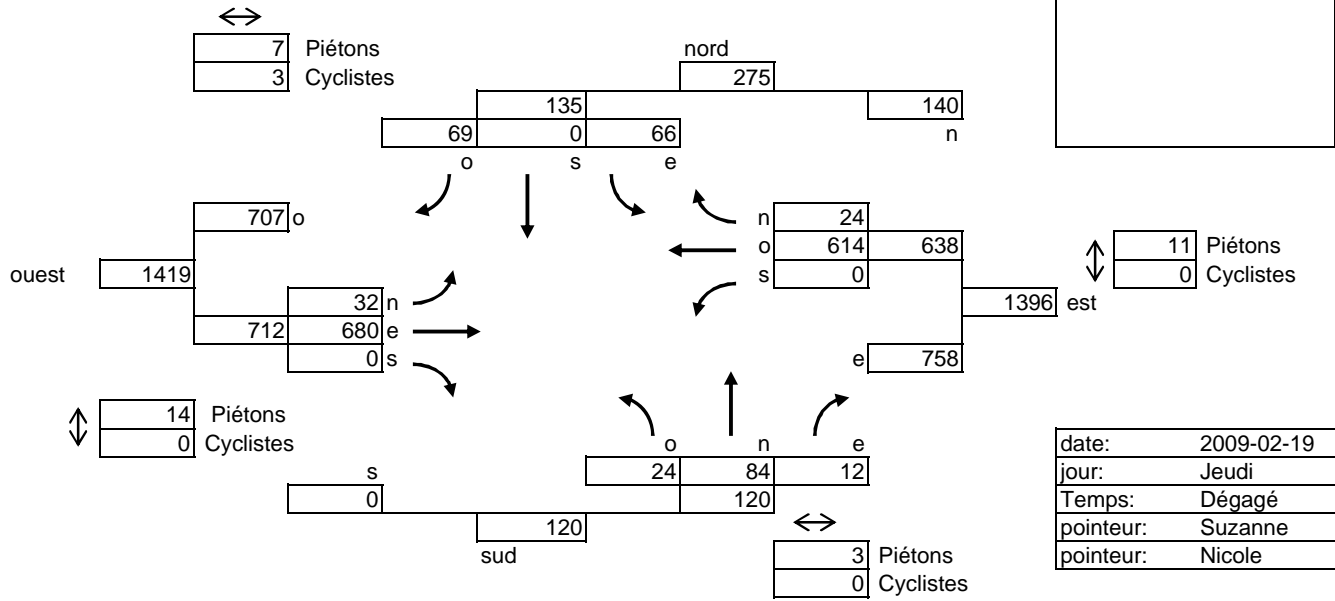 7 Piétons
3 Cyclistes
nord
275
135
140
69 0 66
n
o s e
707 o
n 24
o 614 638
s 0
11 Piétons
0 Cyclistes
ouest 1419
32 n
712 680 e
0 s
1396 est
e 758
14 Piétons
0 Cyclistes
o n e
24 84 12
120
s
0
120
sud
3 Piétons
0 Cyclistes
date: 2009-02-19
jour: Jeudi
Temps: Dégagé
pointeur: Suzanne
pointeur: Nicole